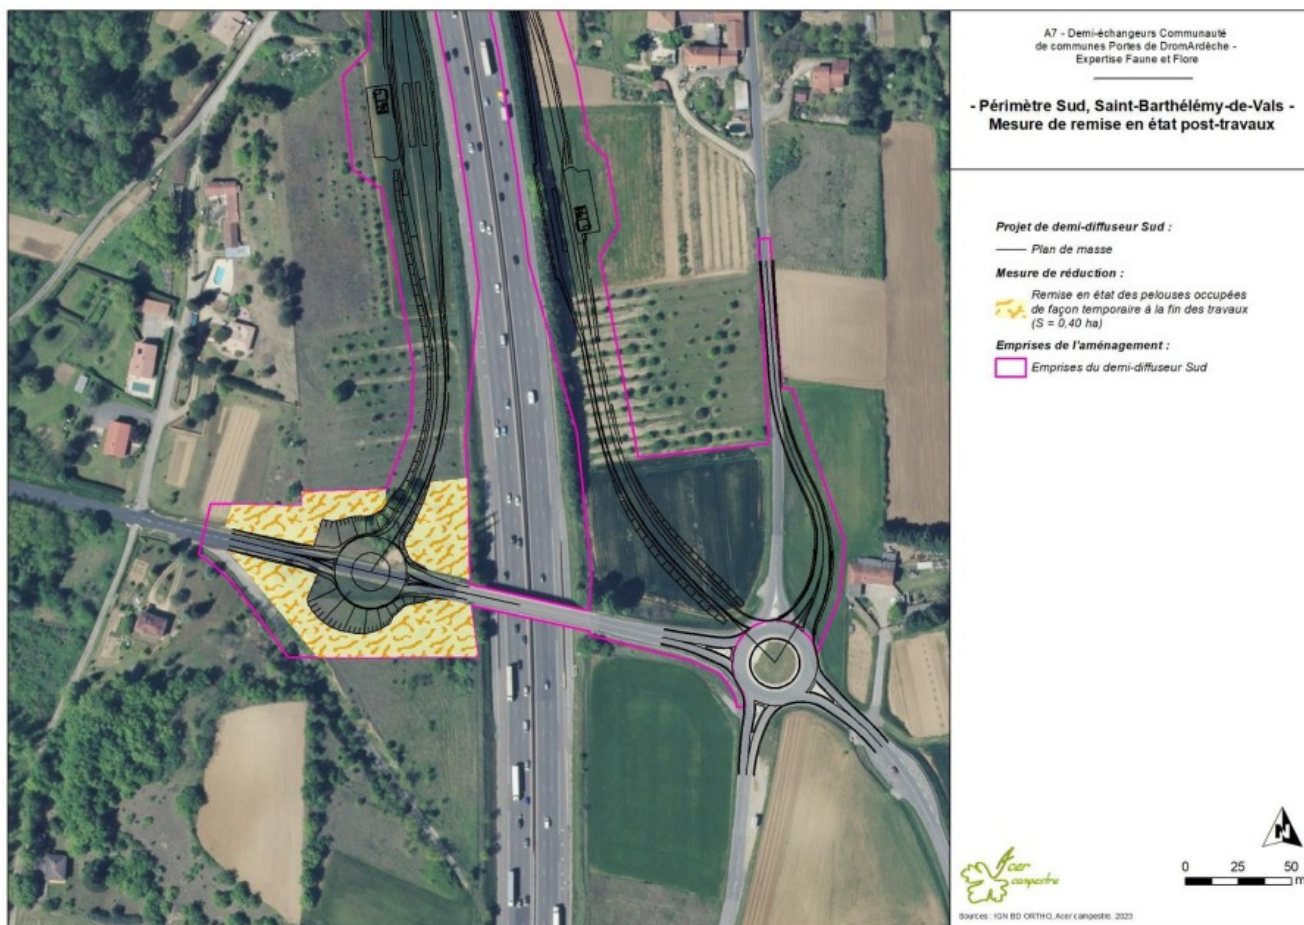 A7 - Demi-échangeurs Communauté
de communes Portes de DromArdèche -
Expertise Faune et Flore
- Périmètre Sud, Saint-Barthélémy-de-Vals -
Mesure de remise en état post-travaux
Projet de demi-diffuseur Sud :
Plan de masse
Mesure de réduction :
Remise en état des pelouses occupées
de façon temporaire à la fin des travaux
(S = 0,40 ha)
Emprises de l'aménagement :
Emprises du demi-diffuseur Sud
N
Acer
campestre
0 25 50
m
Sources : IGN BD ORTHO, Acer campestre, 2023